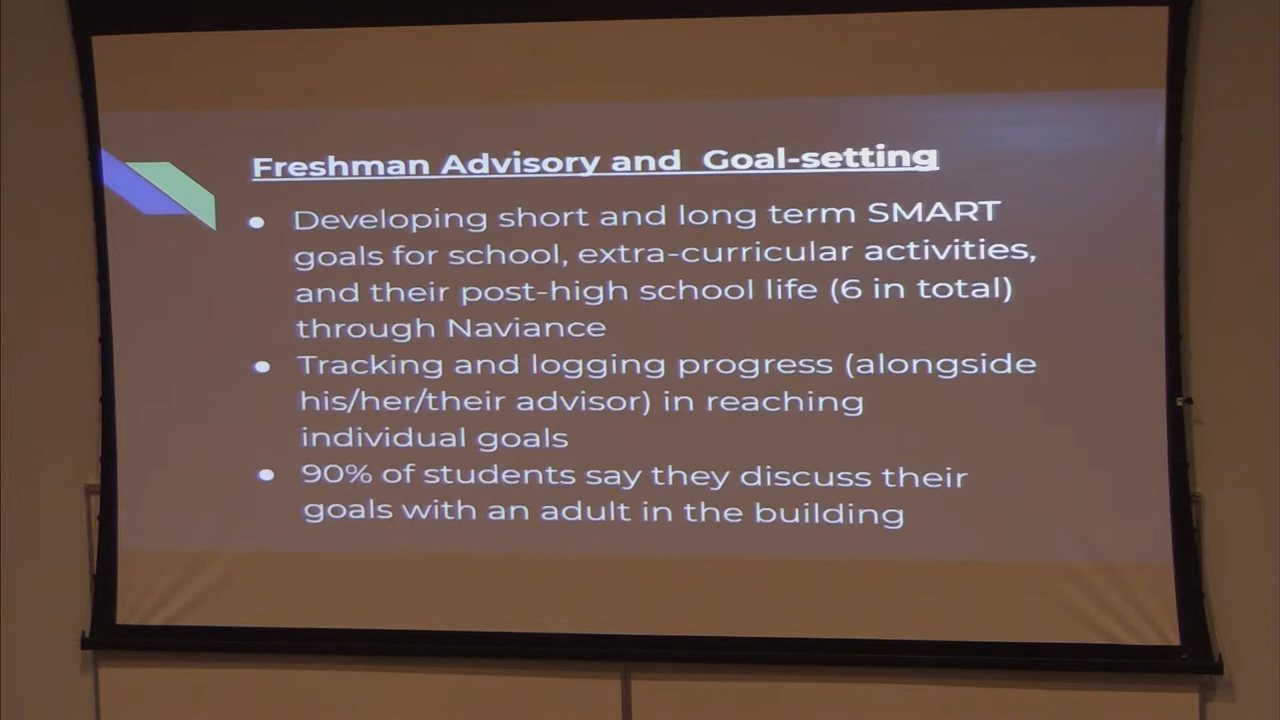 Freshman Advisory and Goal-setting
● Developing short and long term SMART
goals for school, extra-curricular activities,
and their post-high school life (6 in total)
through Naviance
● Tracking and logging progress (alongside
his/her/their advisor) in reaching
individual goals
● 90% of students say they discuss their
goals with an adult in the building